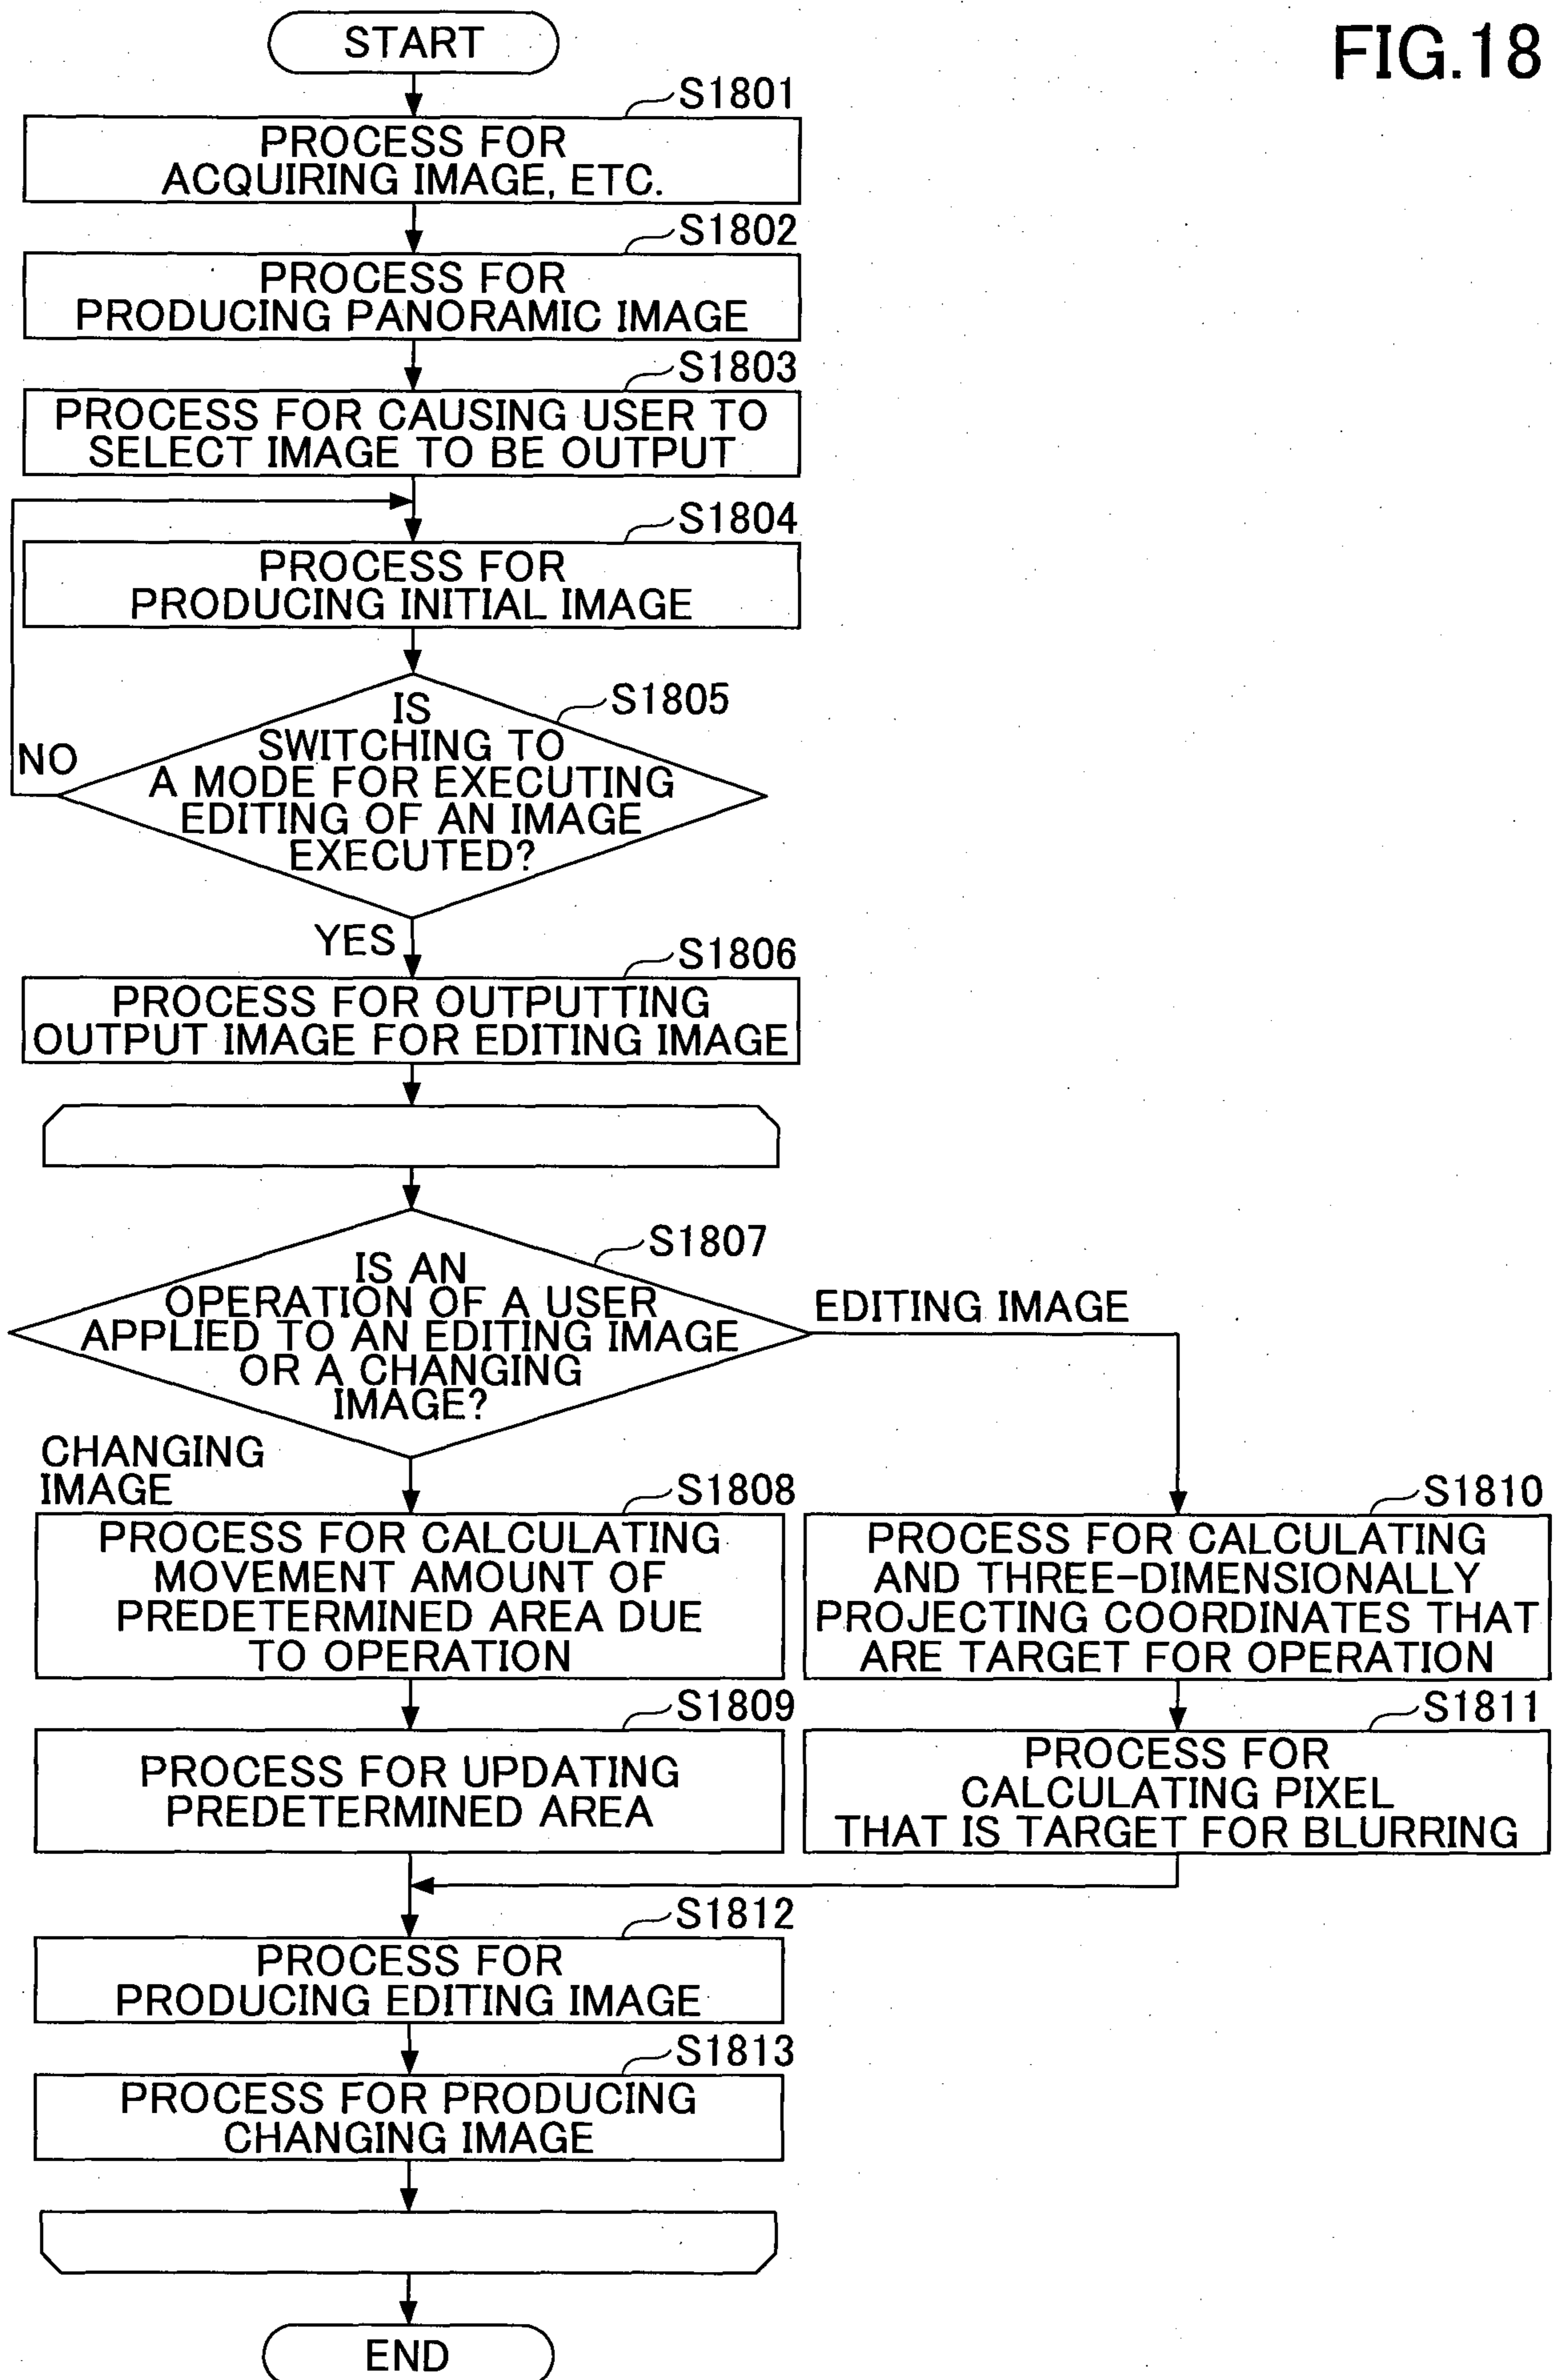 FIG.18
START
S1801
PROCESS FOR
ACQUIRING IMAGE, ETC.
S1802
PROCESS FOR
PRODUCING PANORAMIC IMAGE
S1803
PROCESS FOR CAUSING USER TO
SELECT IMAGE TO BE OUTPUT
S1804
PROCESS FOR
PRODUCING INITIAL IMAGE
S1805
IS
SWITCHING TO
A MODE FOR EXECUTING
EDITING OF AN IMAGE
EXECUTED?
NO
YES
S1806
PROCESS FOR OUTPUTTING
OUTPUT IMAGE FOR EDITING IMAGE
S1807
IS AN
OPERATION OF A USER
APPLIED TO AN EDITING IMAGE
OR A CHANGING
IMAGE?
EDITING IMAGE
CHANGING
IMAGE
S1808
PROCESS FOR CALCULATING
MOVEMENT AMOUNT OF
PREDETERMINED AREA DUE
TO OPERATION
S1810
PROCESS FOR CALCULATING
AND THREE-DIMENSIONALLY
PROJECTING COORDINATES THAT
ARE TARGET FOR OPERATION
S1809
PROCESS FOR UPDATING
PREDETERMINED AREA
S1811
PROCESS FOR
CALCULATING PIXEL
THAT IS TARGET FOR BLURRING
S1812
PROCESS FOR
PRODUCING EDITING IMAGE
S1813
PROCESS FOR PRODUCING
CHANGING IMAGE
END